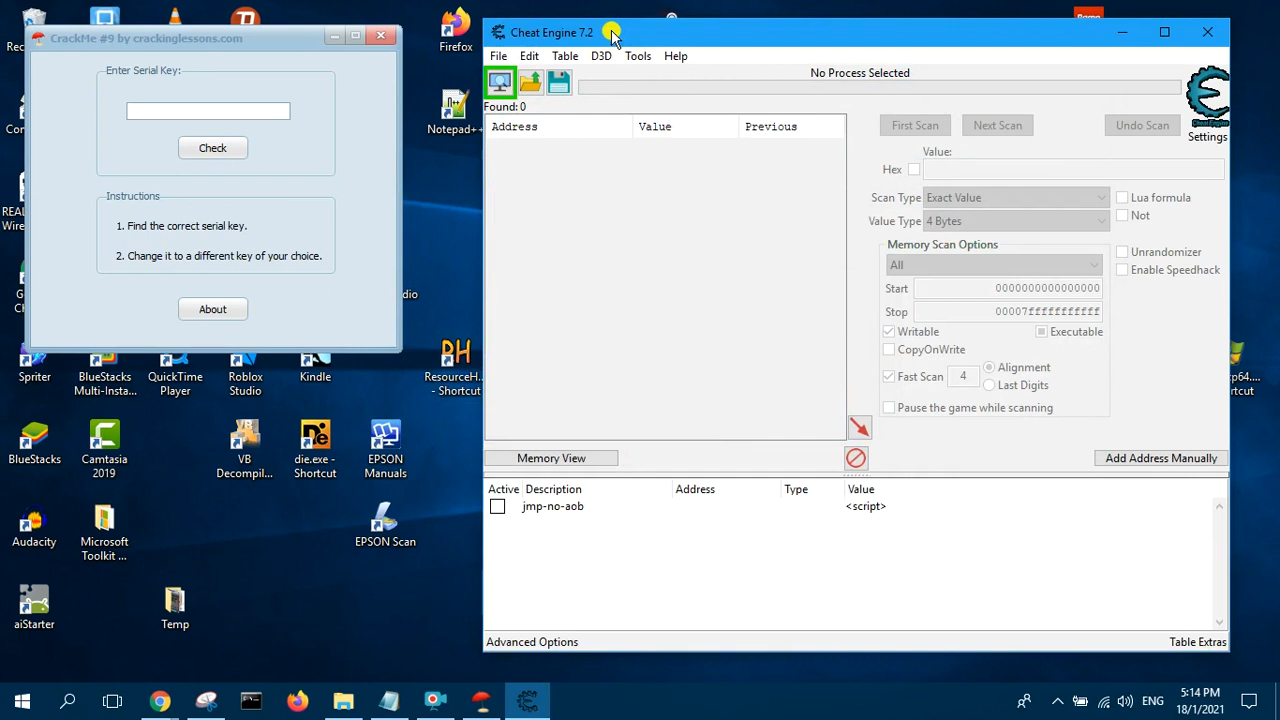 CrackMe #9 by crackinglessons.com
Enter Serial Key:
Check
Instructions
1. Find the correct serial key.
2. Change it to a different key of your choice.
About
Firefox
Notepad++
Cheat Engine 7.2
File Edit Table D3D Tools Help
No Process Selected
Found: 0
Settings
Address Value Previous
First Scan Next Scan Undo Scan
Value:
Hex
Scan Type Exact Value Lua formula
Not
Value Type 4 Bytes
Memory Scan Options
All
Unrandomizer
Enable Speedhack
Start 0000000000000000
Stop 00007fffffffffff
Writable Executable
CopyOnWrite
Fast Scan 4 Alignment
Last Digits
Pause the game while scanning
Memory View
Add Address Manually
Active Description Address Type Value
jmp-no-aob <script>
Advanced Options
Table Extras
Spriter
BlueStacks
Multi-Insta...
QuickTime
Player
Roblox
Studio
Kindle
ResourceH...
- Shortcut
BlueStacks
Camtasia
2019
VB
Decompil...
die.exe -
Shortcut
EPSON
Manuals
Audacity
Microsoft
Toolkit ...
EPSON Scan
aiStarter
Temp
ENG
5:14 PM
18/1/2021